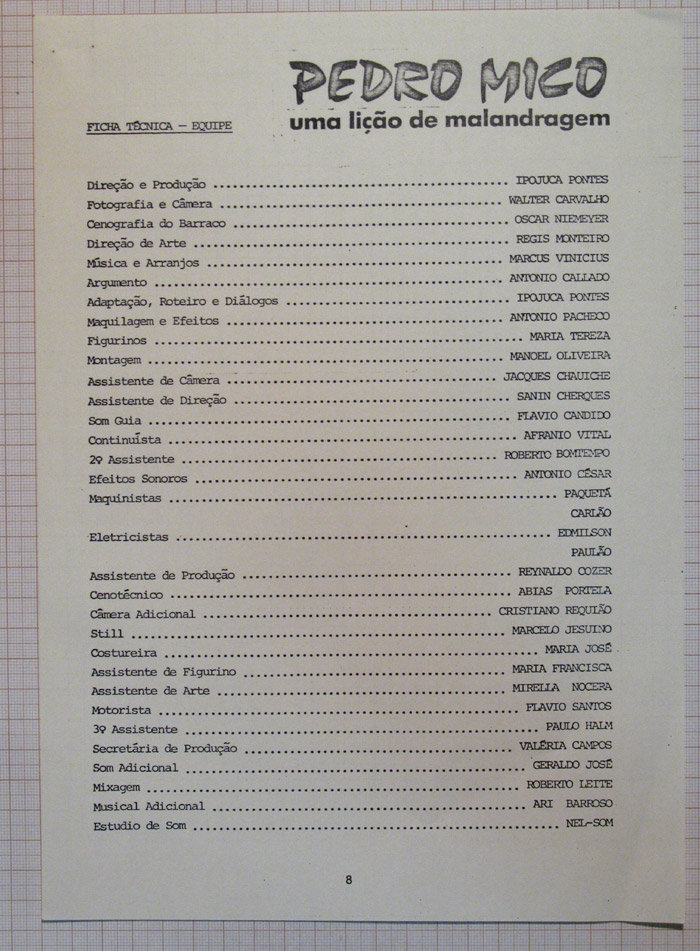 PEDRO MICO
uma lição de malandragem
FICHA TÉCNICA - EQUIPE
Direção e Produção .......................................... IPOJUCA PONTES
Fotografia e Câmera ......................................... WALTER CARVALHO
Cenografia do Barraco ....................................... OSCAR NIEMEYER
Direção de Arte ............................................. REGIS MONTEIRO
Música e Arranjos ........................................... MARCUS VINICIUS
Argumento ................................................... ANTONIO CALLADO
Adaptação, Roteiro e Diálogos ............................... IPOJUCA PONTES
Maquilagem e Efeitos ........................................ ANTONIO PACHECO
Figurinos ................................................... MARIA TEREZA
Montagem .................................................... MANOEL OLIVEIRA
Assistente de Câmera ........................................ JACQUES CHAUICHE
Assistente de Direção ....................................... SANIN CHERQUES
Som Guia .................................................... FLAVIO CANDIDO
Continuísta ................................................. AFRANIO VITAL
2º Assistente ............................................... ROBERTO BOMTEMPO
Efeitos Sonoros ............................................. ANTONIO CÉSAR
Maquinistas ................................................. PAQUETÁ
CARLÃO
Eletricistas ................................................ EDMILSON
PAULÃO
Assistente de Produção ...................................... REYNALDO COZER
Cenotécnico ................................................. ABIAS PORTELA
Câmera Adicional ............................................ CRISTIANO REQUIÃO
Still ....................................................... MARCELO JESUINO
Costureira .................................................. MARIA JOSÉ
Assistente de Figurino ...................................... MARIA FRANCISCA
Assistente de Arte .......................................... MIRELLA NOCERA
Motorista ................................................... FLAVIO SANTOS
3º Assistente ............................................... PAULO HALM
Secretária de Produção ...................................... VALÉRIA CAMPOS
Som Adicional ............................................... GERALDO JOSÉ
Mixagem ..................................................... ROBERTO LEITE
Musical Adicional ........................................... ARI BARROSO
Estudio de Som .............................................. NEL-SOM
8